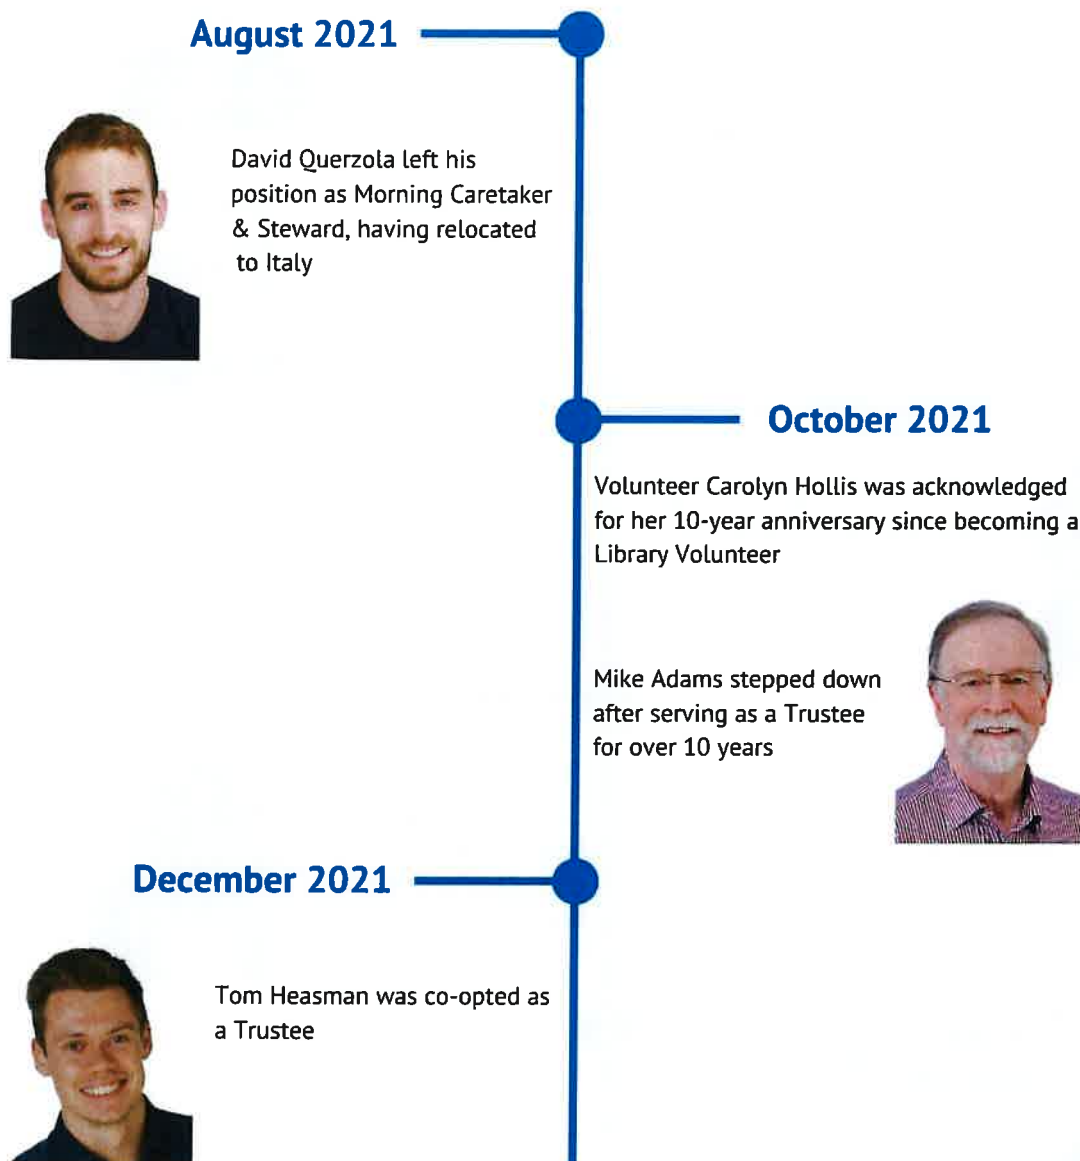 August 2021
David Querzola left his
position as Morning Caretaker
& Steward, having relocated
to Italy
October 2021
Volunteer Carolyn Hollis was acknowledged
for her 10-year anniversary since becoming a
Library Volunteer
Mike Adams stepped down
after serving as a Trustee
for over 10 years
December 2021
Tom Heasman was co-opted as
a Trustee